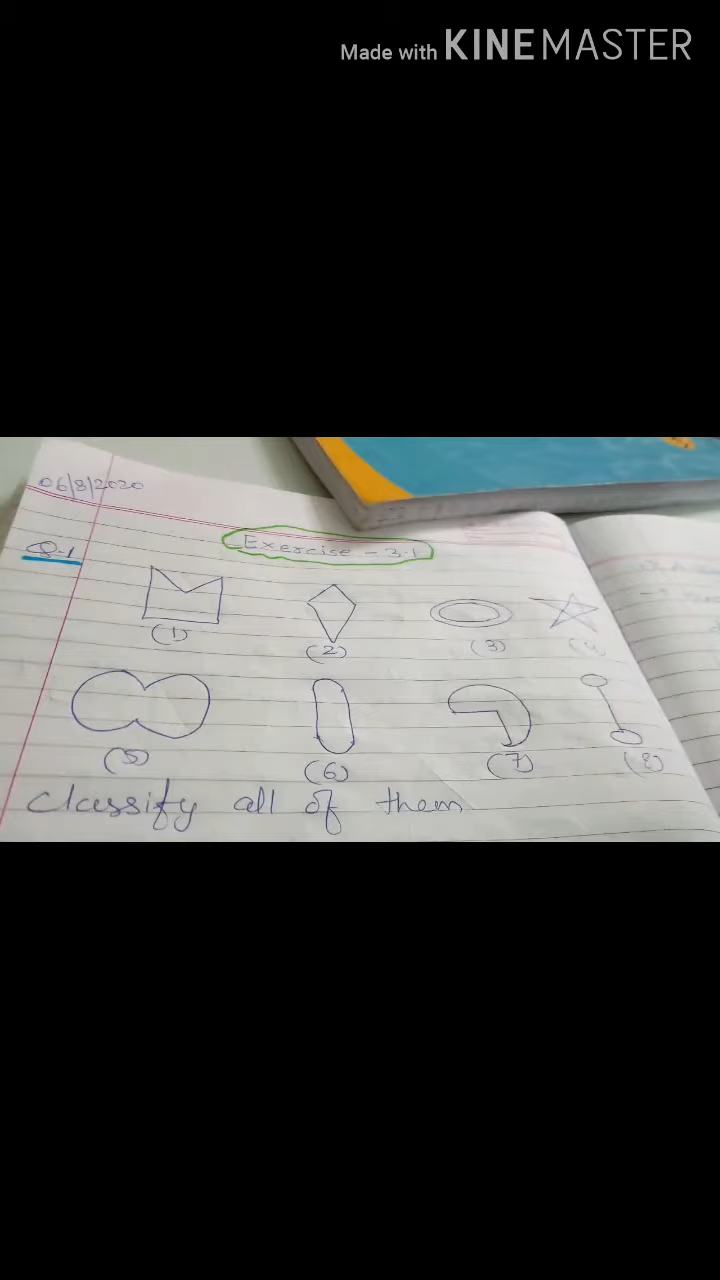 Made with KINEMASTER
06/8/2020
Exercise - 3.1
Q-1
(1) (2) (3) (4)
(5) (6) (7) (8)
Classify all of them